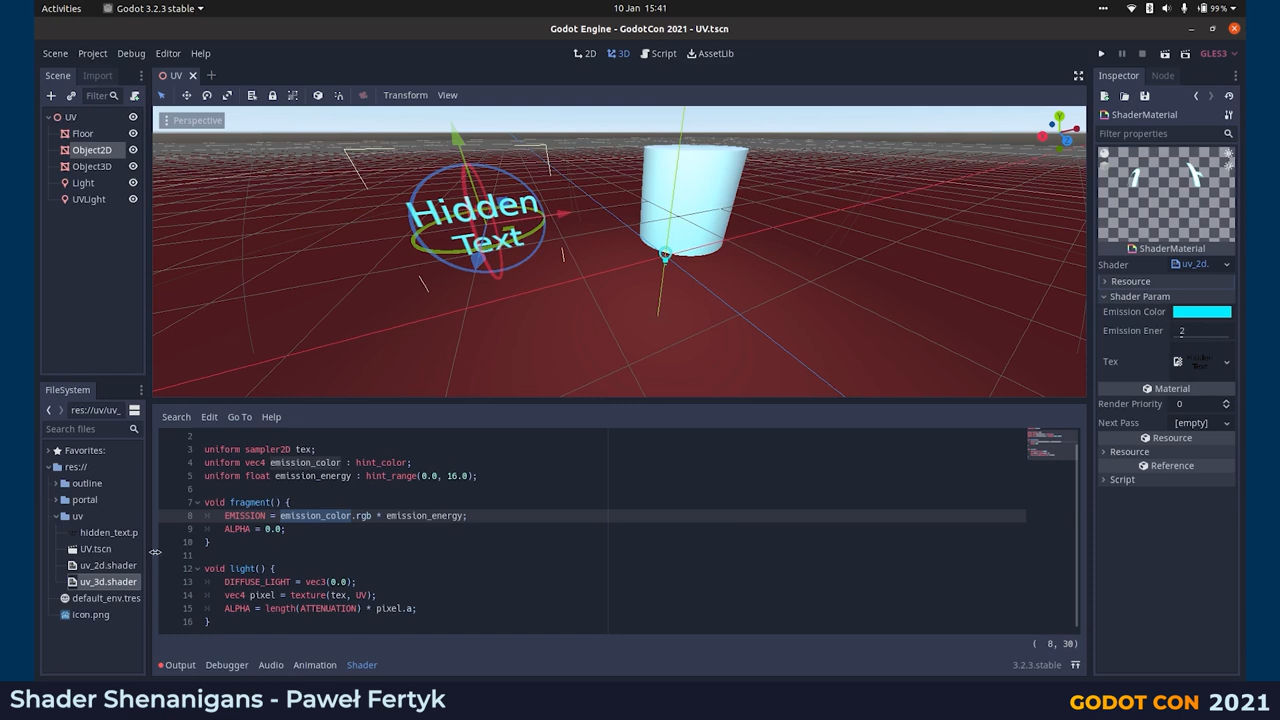 Activities
Godot 3.2.3 stable
10 Jan 15:41
99 %
Godot Engine - GodotCon 2021 - UV.tscn
Scene Project Debug Editor Help
2D 3D Script AssetLib
GLES3
Scene Import
UV
Inspector Node
Filter
Transform View
UV
Floor
Object2D
Object3D
Light
UVLight
Perspective
Hidden
Text
Y
Z
ShaderMaterial
Filter properties
ShaderMaterial
Shader uv_2d.
Resource
Shader Param
Emission Color
Emission Ener 2
Tex Hidden
Text
Material
Render Priority 0
Next Pass [empty]
Resource
Resource
Reference
Script
FileSystem
res://uv/uv_
Search files
Favorites:
res://
outline
portal
uv
hidden_text.p
UV.tscn
uv_2d.shader
uv_3d.shader
default_env.tres
icon.png
Search Edit Go To Help
2
3 uniform sampler2D tex;
4 uniform vec4 emission_color : hint_color;
5 uniform float emission_energy : hint_range(0.0, 16.0);
6
7 void fragment() {
8 EMISSION = emission_color.rgb * emission_energy;
9 ALPHA = 0.0;
10 }
11
12 void light() {
13 DIFFUSE_LIGHT = vec3(0.0);
14 vec4 pixel = texture(tex, UV);
15 ALPHA = length(ATTENUATION) * pixel.a;
16 }
( 8, 30)
Output Debugger Audio Animation Shader
3.2.3.stable
Shader Shenanigans - Paweł Fertyk
GODOT CON 2021